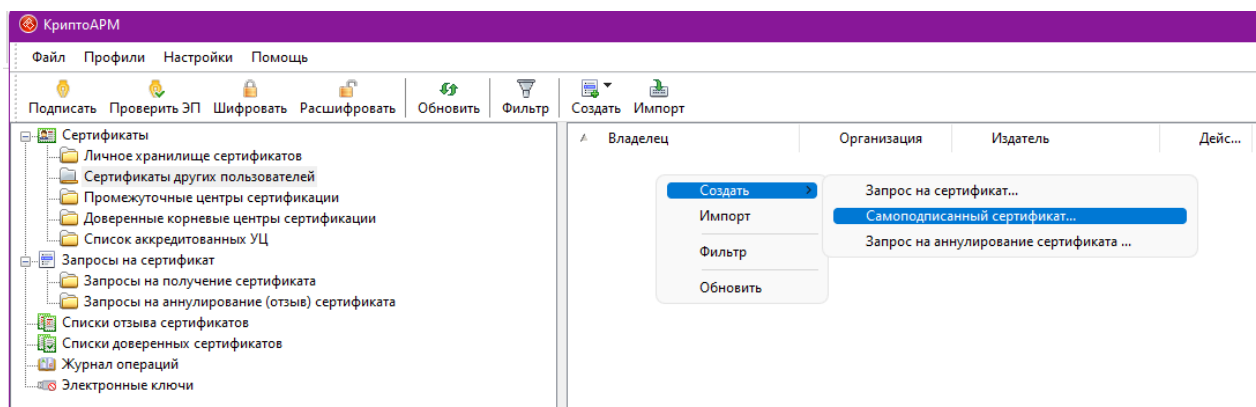 КриптоАРМ
Файл Профили Настройки Помощь
Подписать Проверить ЭП Шифровать Расшифровать Обновить Фильтр Создать Импорт
Сертификаты
Личное хранилище сертификатов
Сертификаты других пользователей
Промежуточные центры сертификации
Доверенные корневые центры сертификации
Список аккредитованных УЦ
Запросы на сертификат
Запросы на получение сертификата
Запросы на аннулирование (отзыв) сертификата
Списки отзыва сертификатов
Списки доверенных сертификатов
Журнал операций
Электронные ключи
Владелец Организация Издатель Дейс...
Создать
Импорт
Фильтр
Обновить
Запрос на сертификат...
Самоподписанный сертификат...
Запрос на аннулирование сертификата ...